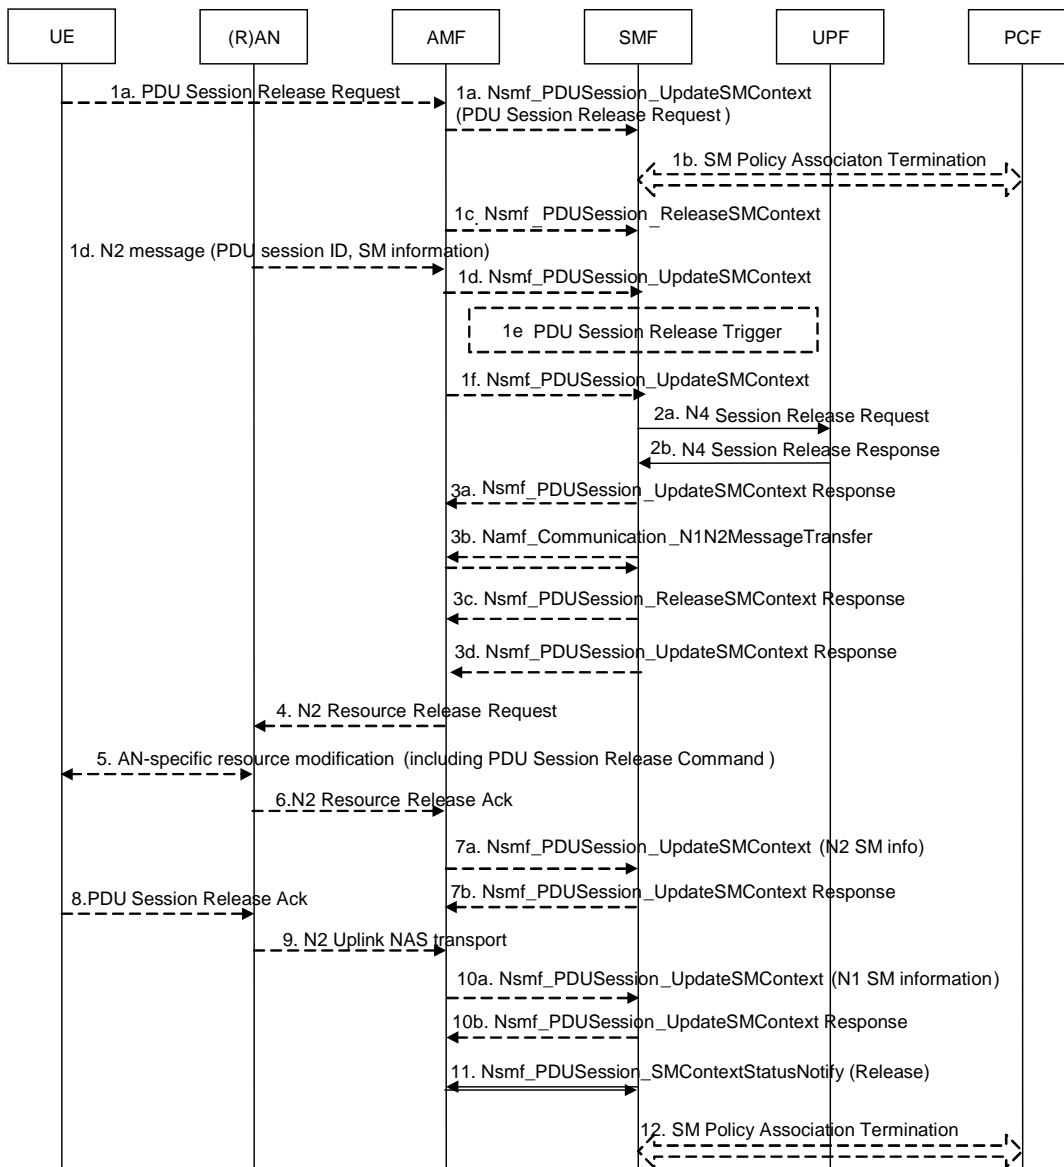 UE
(R)AN
AMF
SMF
UPF
PCF
1a. PDU Session Release Request
1a. Nsmf_PDUSession_UpdateSMContext
(PDU Session Release Request )
1b. SM Policy Associaton Termination
1c. Nsmf_PDUSession_ReleaseSMContext
1d. N2 message (PDU session ID, SM information)
1d. Nsmf_PDUSession_UpdateSMContext
1e PDU Session Release Trigger
1f. Nsmf_PDUSession_UpdateSMContext
2a. N4 Session Release Request
2b. N4 Session Release Response
3a. Nsmf_PDUSession_UpdateSMContext Response
3b. Namf_Communication_N1N2MessageTransfer
3c. Nsmf_PDUSession_ReleaseSMContext Response
3d. Nsmf_PDUSession_UpdateSMContext Response
4. N2 Resource Release Request
5. AN-specific resource modification (including PDU Session Release Command )
6.N2 Resource Release Ack
7a. Nsmf_PDUSession_UpdateSMContext (N2 SM info)
7b. Nsmf_PDUSession_UpdateSMContext Response
8.PDU Session Release Ack
9. N2 Uplink NAS transport
10a. Nsmf_PDUSession_UpdateSMContext (N1 SM information)
10b. Nsmf_PDUSession_UpdateSMContext Response
11. Nsmf_PDUSession_SMContextStatusNotify (Release)
12. SM Policy Association Termination